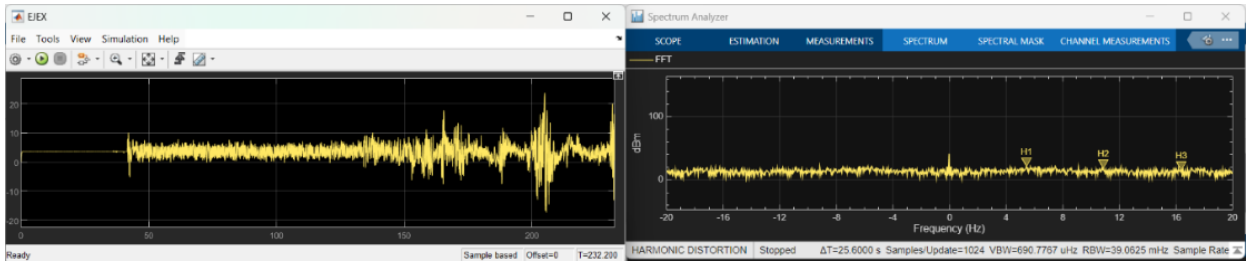 EJEX
File Tools View Simulation Help
20
10
0
-10
-20
0 50 100 150 200
Ready
Sample based Offset=0 T=232.200
Spectrum Analyzer
SCOPE ESTIMATION MEASUREMENTS SPECTRUM SPECTRAL MASK CHANNEL MEASUREMENTS
FFT
100
0
dBm
H1 H2 H3
-20 -16 -12 -8 -4 0 4 8 12 16 20
Frequency (Hz)
HARMONIC DISTORTION Stopped ΔT=25.6000 s Samples/Update=1024 VBW=690.7767 uHz RBW=39.0625 mHz Sample Rate